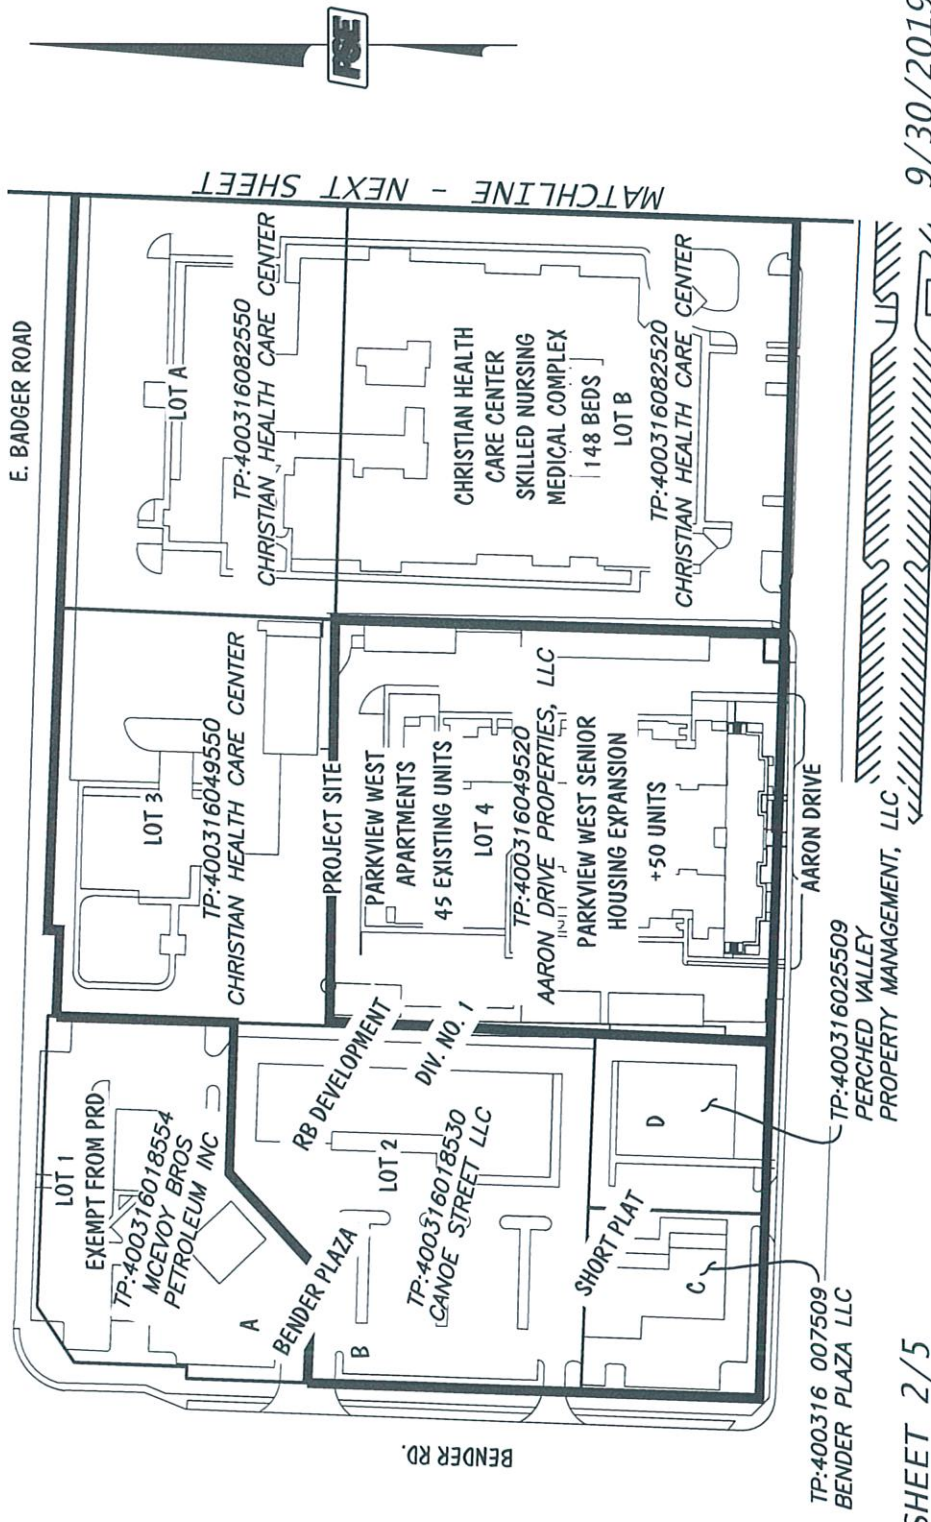 PSE
E. BADGER ROAD
MATCHLINE - NEXT SHEET
LOT 1
EXEMPT FROM PRD
TP:400316018554
MCEVOY BROS
PETROLEUM INC
A
LOT 3
TP:400316049550
CHRISTIAN HEALTH CARE CENTER
LOT A
TP:400316082550
CHRISTIAN HEALTH CARE CENTER
PROJECT SITE
PARKVIEW WEST
APARTMENTS
45 EXISTING UNITS
LOT 4
TP:400316049520
AARON DRIVE PROPERTIES, LLC
PARKVIEW WEST SENIOR
HOUSING EXPANSION
+50 UNITS
CHRISTIAN HEALTH
CARE CENTER
SKILLED NURSING
MEDICAL COMPLEX
148 BEDS
LOT B
TP:400316082520
CHRISTIAN HEALTH CARE CENTER
RB DEVELOPMENT
DIV. NO. 1
BENDER PLAZA
LOT 2
TP:400316018530
CANOE STREET LLC
B
SHORT PLAT
C
D
BENDER RD.
AARON DRIVE
TP:400316 007509
BENDER PLAZA LLC
TP:4003160025509
PERCHED VALLEY
PROPERTY MANAGEMENT, LLC
SHEET 2/5
9/30/2019